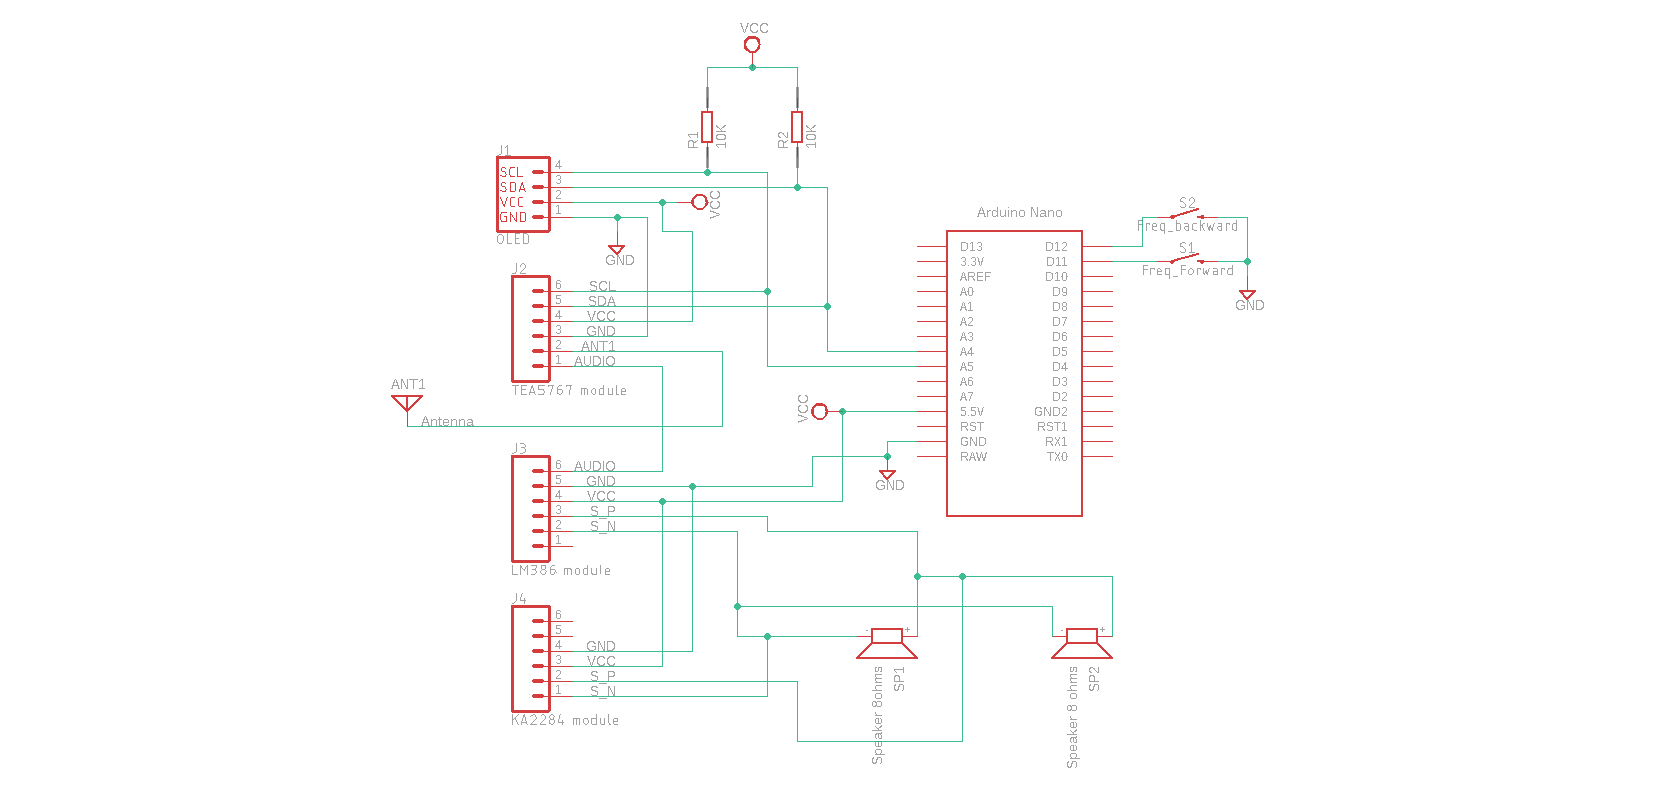 VCC
R1
10K
R2
10K
J1
SCL 4
SDA 3
VCC 2
GND 1
OLED
VCC
GND
J2
6 SCL
5 SDA
4 VCC
3 GND
2 ANT1
1 AUDIO
TEA5767 module
ANT1
Antenna
J3
6 AUDIO
5 GND
4 VCC
3 S_P
2 S_N
1
LM386 module
J4
6
5
4 GND
3 VCC
2 S_P
1 S_N
KA2284 module
Arduino Nano
D13 D12
3.3V D11
AREF D10
A0 D9
A1 D8
A2 D7
A3 D6
A4 D5
A5 D4
A6 D3
A7 D2
5.5V GND2
RST RST1
GND RX1
RAW TX0
VCC
GND
S2
Freq_backward
S1
Freq_Forward
GND
- +
SP1
Speaker 8ohms
- +
SP2
Speaker 8 ohms